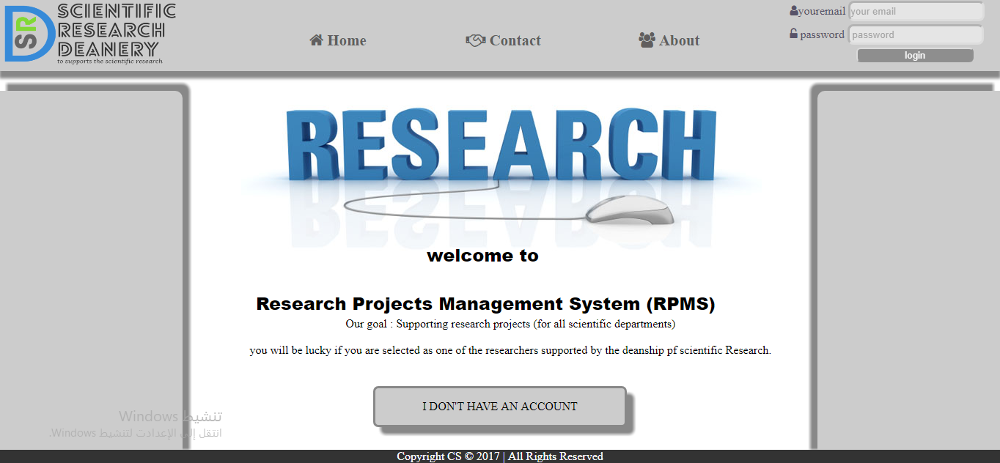 SCIENTIFIC
RESEARCH
DEANERY
to supports the scientific research
SR
Home
Contact
About
youremail your email
password password
login
RESEARCH
welcome to
Research Projects Management System (RPMS)
Our goal : Supporting research projects (for all scientific departments)
you will be lucky if you are selected as one of the researchers supported by the deanship pf scientific Research.
I DON'T HAVE AN ACCOUNT
تنشيط Windows
انتقل إلى الإعدادت لتنشيط Windows.
Copyright CS © 2017 | All Rights Reserved